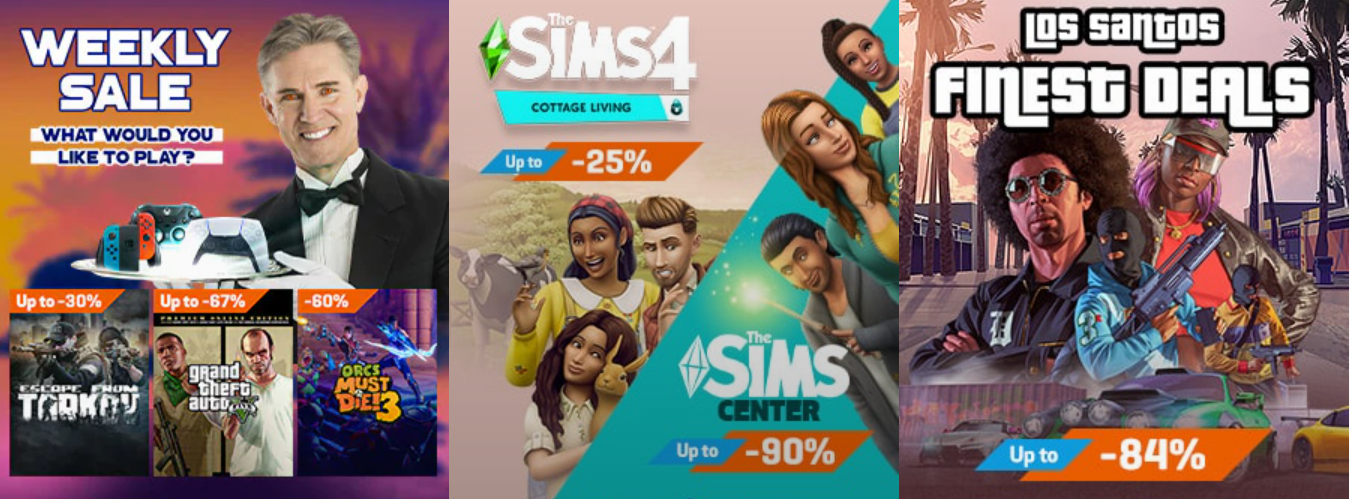 WEEKLY
SALE
WHAT WOULD YOU
LIKE TO PLAY?
Up to -30%
ESCAPE FROM
TARKOV
Up to -67%
PREMIUM ONLINE EDITION
grand
theft
auto
-60%
ORCS
MUST
DIE! 3
The
SIMS 4
COTTAGE LIVING
Up to -25%
The
SIMS
CENTER
Up to -90%
LOS SANTOS
FINEST DEALS
Up to -84%